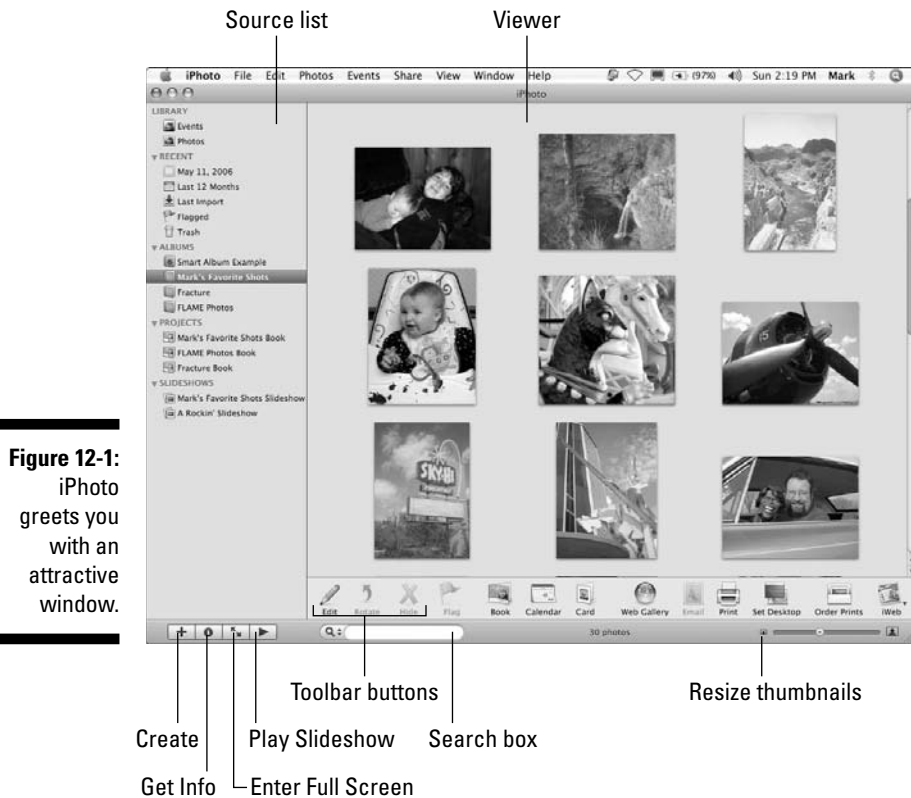 Source list
Viewer
iPhoto File Edit Photos Events Share View Window Help (97%) Sun 2:19 PM Mark
iPhoto
LIBRARY
Events
Photos
RECENT
May 11, 2006
Last 12 Months
Last Import
Flagged
Trash
ALBUMS
Smart Album Example
Mark's Favorite Shots
Fracture
FLAME Photos
PROJECTS
Mark's Favorite Shots Book
FLAME Photos Book
Fracture Book
SLIDESHOWS
Mark's Favorite Shots Slideshow
A Rockin' Slideshow
15
SKY-HI
Figure 12-1:
iPhoto
greets you
with an
attractive
window.
Edit Rotate Hide Flag Book Calendar Card Web Gallery Email Print Set Desktop Order Prints iWeb
30 photos
Toolbar buttons
Resize thumbnails
Create
Play Slideshow
Search box
Get Info
Enter Full Screen